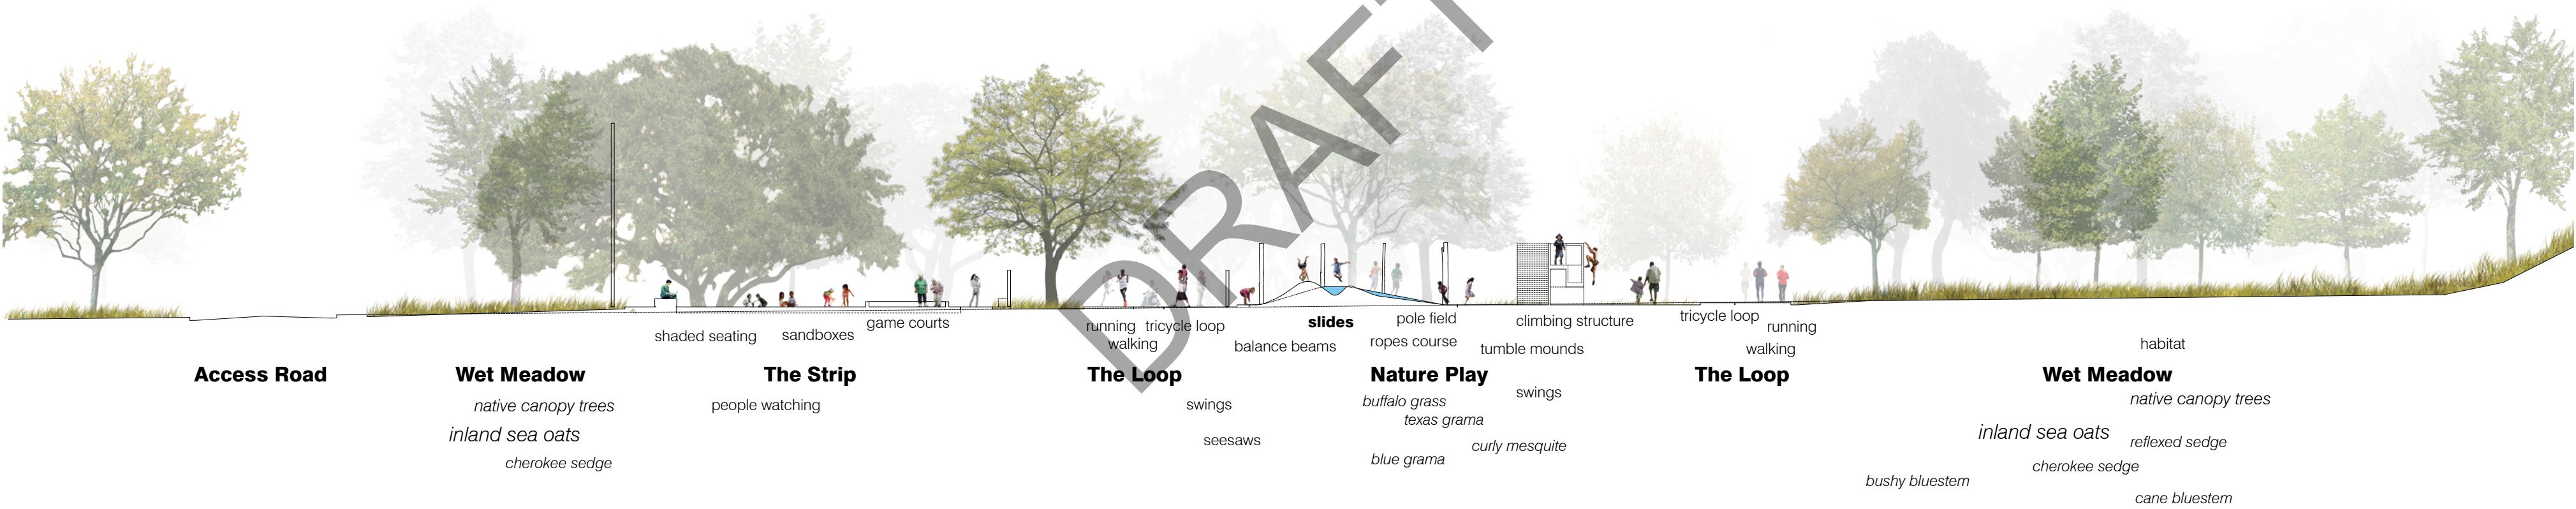 DRAFT
shaded seating
sandboxes
game courts
running
walking
tricycle loop
balance beams
slides
pole field
ropes course
climbing structure
tumble mounds
tricycle loop
running
walking
habitat
Access Road
Wet Meadow
The Strip
The Loop
Nature Play
The Loop
Wet Meadow
native canopy trees
inland sea oats
cherokee sedge
people watching
swings
seesaws
buffalo grass
texas grama
curly mesquite
blue grama
swings
native canopy trees
inland sea oats
reflexed sedge
cherokee sedge
bushy bluestem
cane bluestem